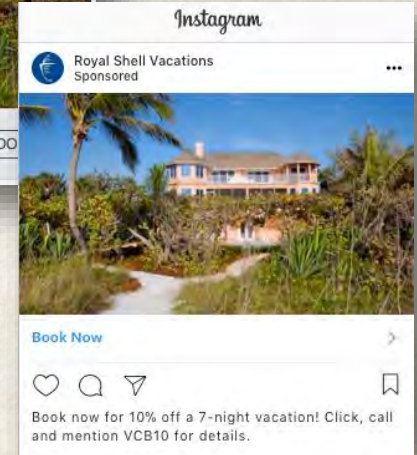 Instagram
Royal Shell Vacations
Sponsored
Book Now
Book now for 10% off a 7-night vacation! Click, call
and mention VCB10 for details.